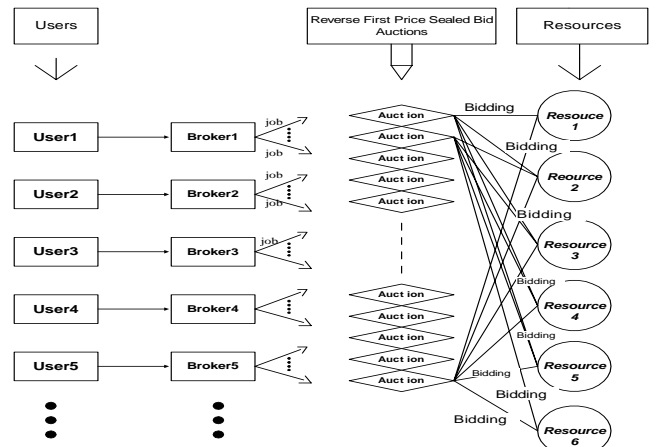 Users
Reverse First Price Sealed Bid
Auctions
Resources
User1
Broker1
job
job
User2
Broker2
job
job
User3
Broker3
job
User4
Broker4
User5
Broker5
Auct ion
Auct ion
Auct ion
Auct ion
Auct ion
Auct ion
Auct ion
Auct ion
Auct ion
Auct ion
Bidding
Bidding
Bidding
Bidding
Bidding
Bidding
Bidding
Bidding
Resouce
1
Reource
2
Resource
3
Resource
4
Resource
5
Resource
6